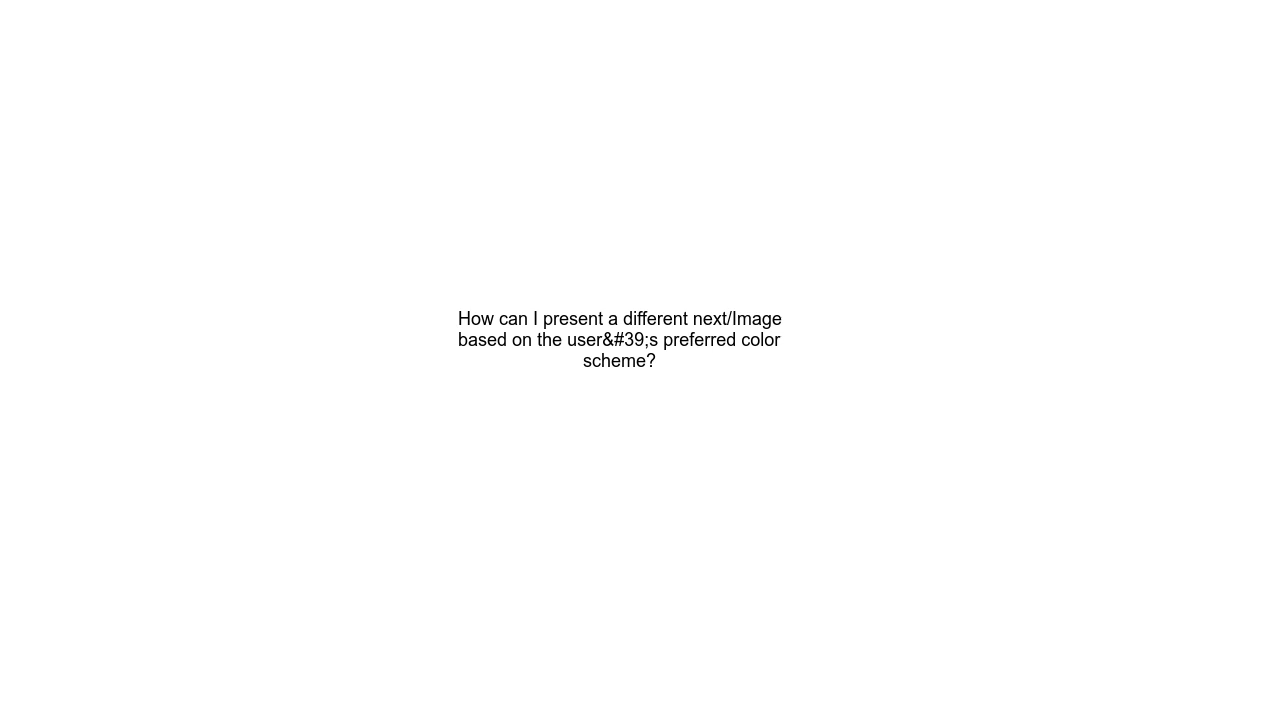 How can I present a different next/Image
based on the user&#39;s preferred color
scheme?